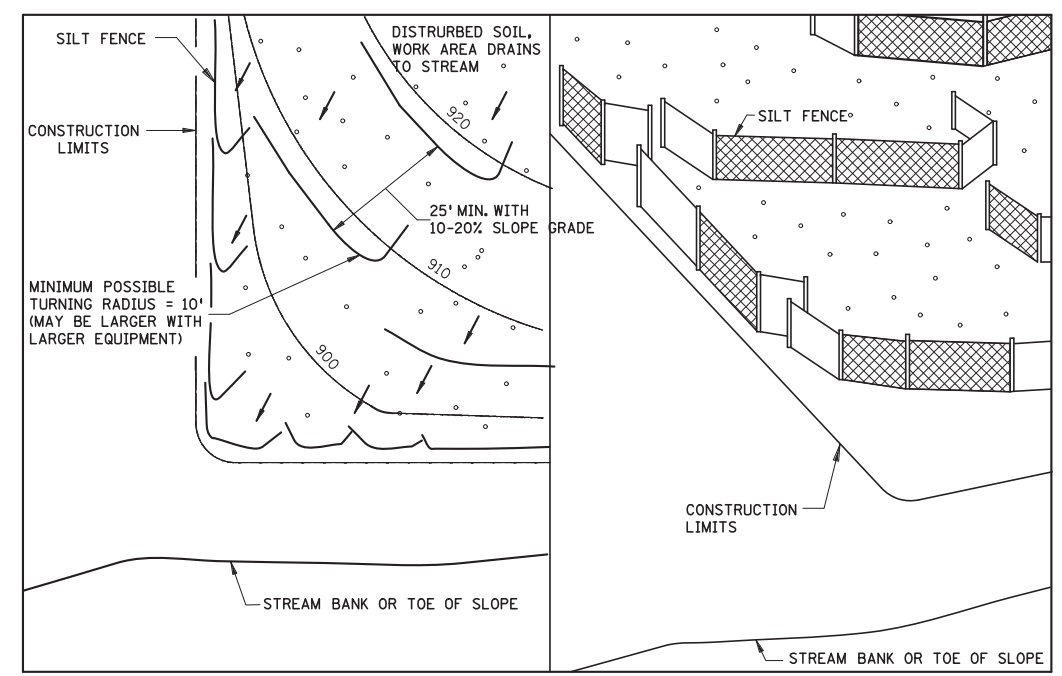 SILT FENCE
DISTRURBED SOIL,
WORK AREA DRAINS
TO STREAM
CONSTRUCTION
LIMITS
920
25' MIN. WITH
10-20% SLOPE GRADE
910
MINIMUM POSSIBLE
TURNING RADIUS = 10'
(MAY BE LARGER WITH
LARGER EQUIPMENT)
900
STREAM BANK OR TOE OF SLOPE
SILT FENCE
CONSTRUCTION
LIMITS
STREAM BANK OR TOE OF SLOPE